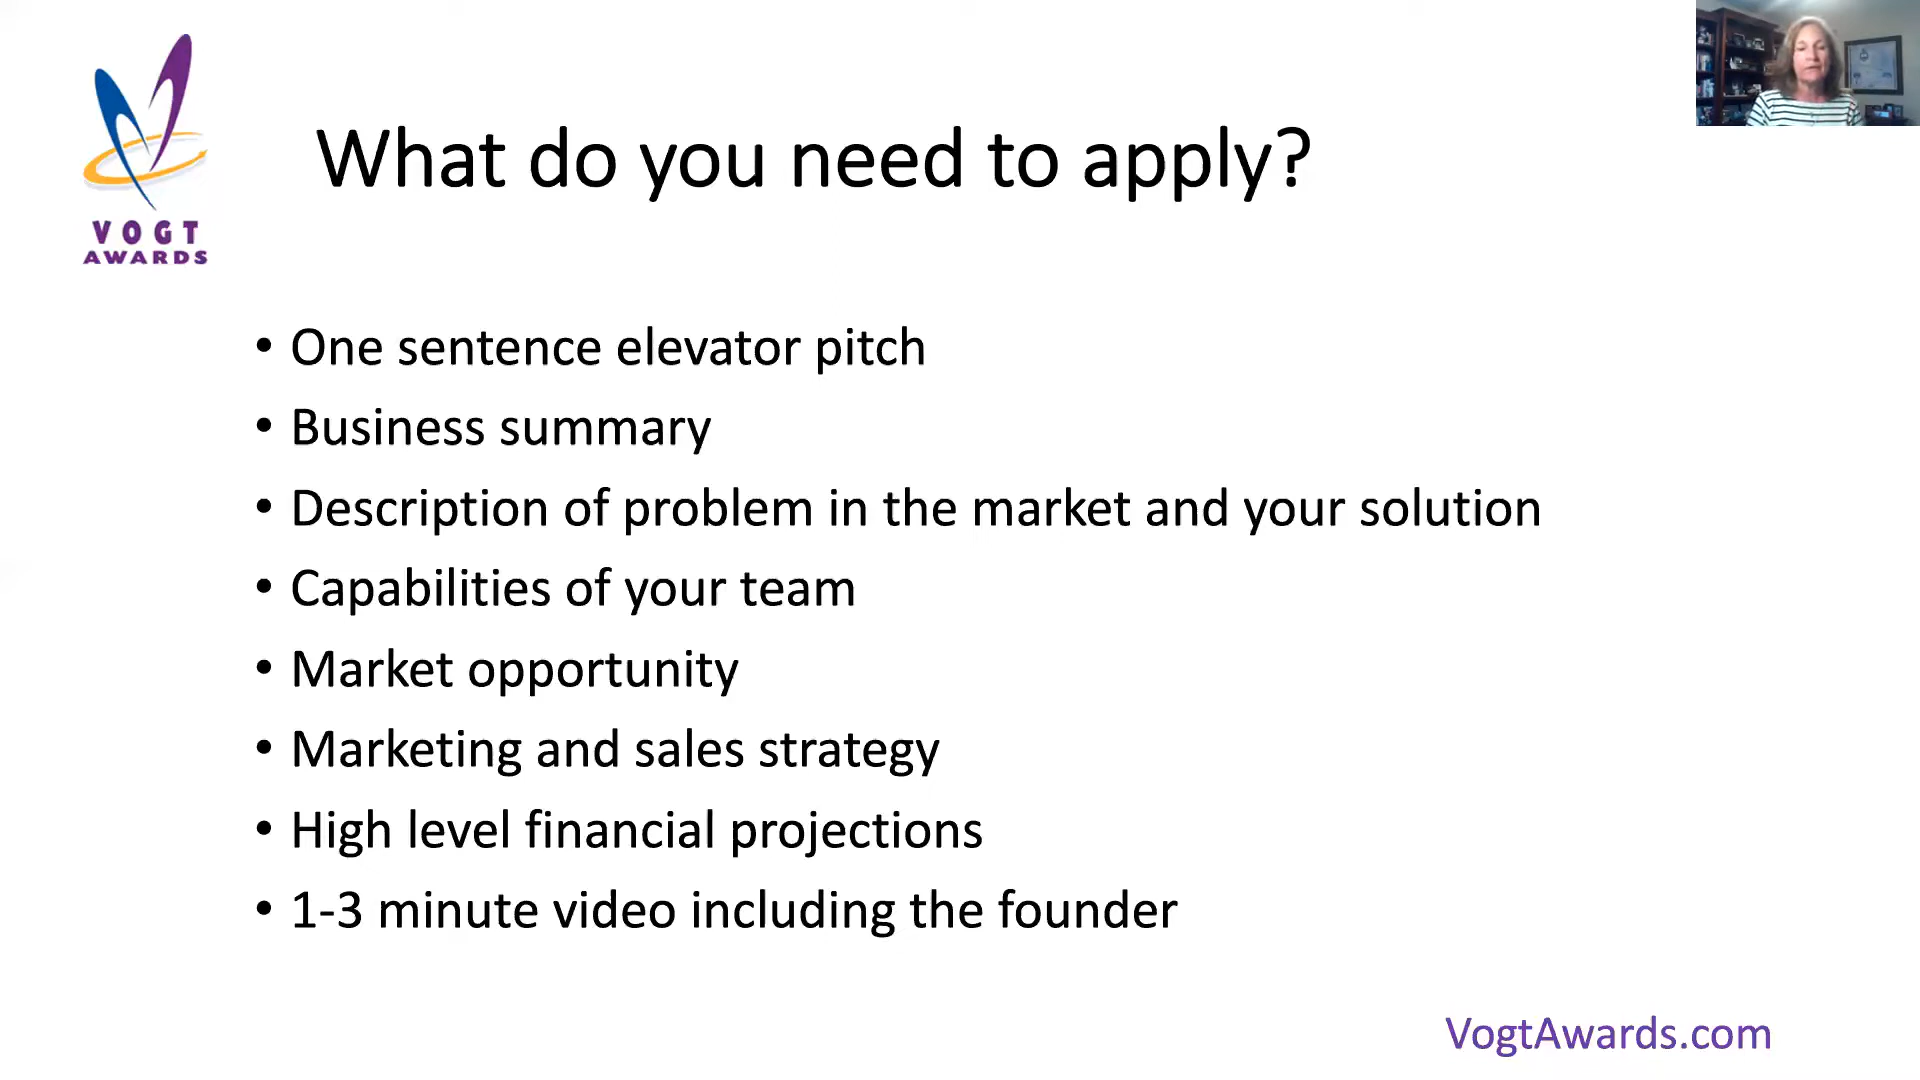 VOGT
AWARDS
What do you need to apply?
• One sentence elevator pitch
• Business summary
• Description of problem in the market and your solution
• Capabilities of your team
• Market opportunity
• Marketing and sales strategy
• High level financial projections
• 1-3 minute video including the founder
VogtAwards.com